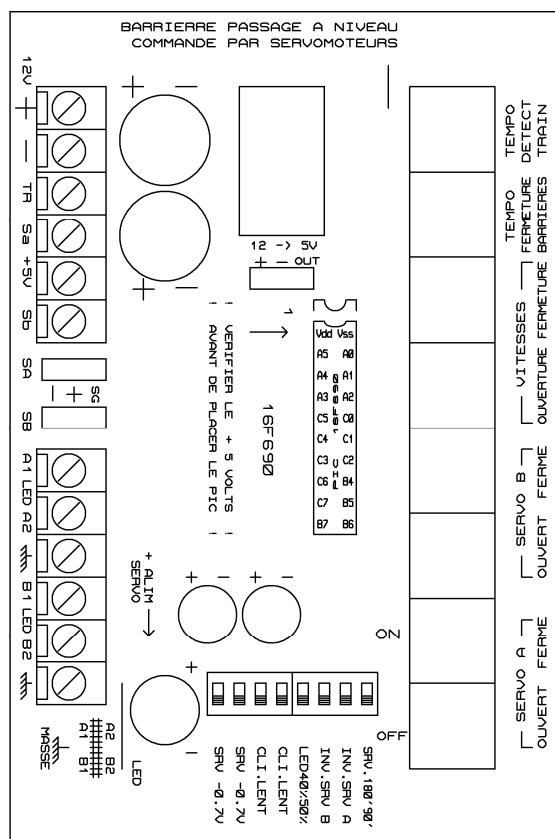 BARRIERRE PASSAGE A NIVEAU
COMMANDE PAR SERVOMOTEURS
12V
+
-
TR
Sa
+5V
Sb
SA
- + SG
SB
A1 LED A2
B1 LED B2
+ -
+ -
12 -> 5V
+ - OUT
1
! VERIFIER LE + 5 VOLTS !
! AVANT DE PLACER LE PIC !
16F690
Vdd Vss
A5 A0
A4 A1
A3 A2
C5 C0
C4 C1
C3 C2
C6 B4
C7 B5
B7 B6
PIC 16F690
+ ALIM
SERVO
+ - + -
+
-
LED
A2 B2
A1 B1
MASSE
ON
OFF
SRV -0.7V
SRV -0.7V
CLI.LENT
CLI.LENT
LED40%50%
INV.SRV B
INV.SRV A
SRV.180/90'
TEMPO
DETECT
TRAIN
TEMPO
FERMETURE
BARRIERES
VITESSES
OUVERTURE FERMETURE
SERVO B
OUVERT FERME
SERVO A
OUVERT FERME